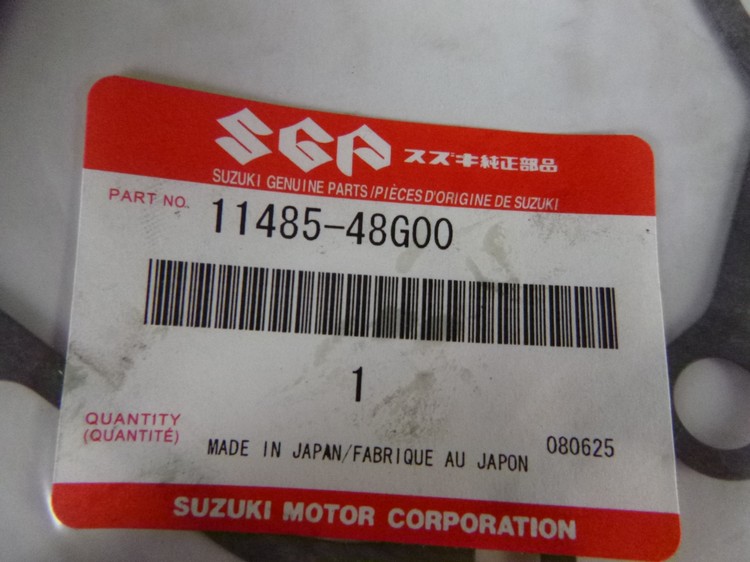 SGP スズキ純正部品
SUZUKI GENUINE PARTS/PIÈCES D'ORIGINE DE SUZUKI
PART NO. 11485-48G00
1
QUANTITY
(QUANTITÉ)
MADE IN JAPAN/FABRIQUE AU JAPON 080625
SUZUKI MOTOR CORPORATION